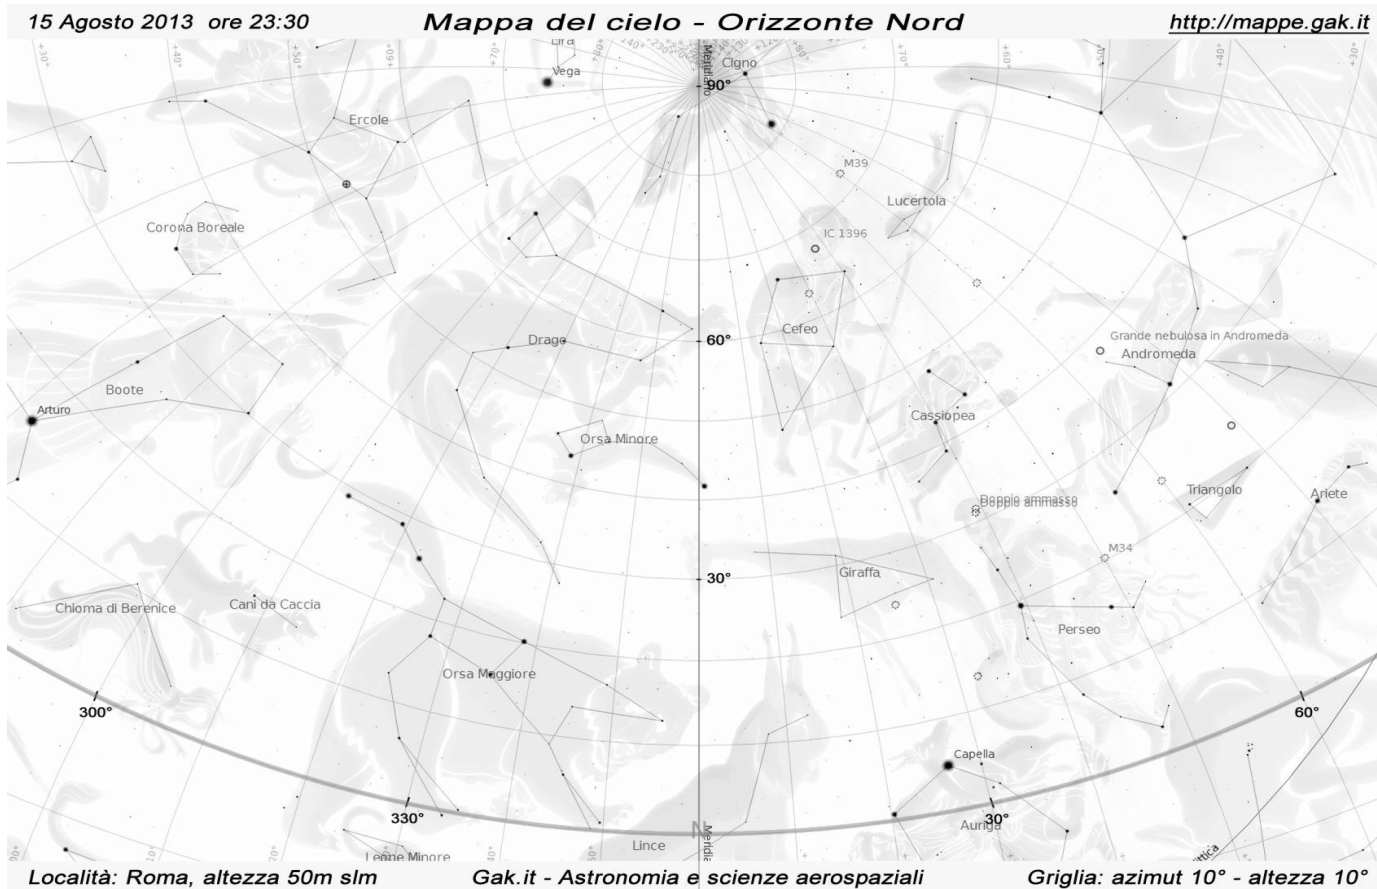 15 Agosto 2013 ore 23:30
Mappa del cielo - Orizzonte Nord
http://mappe.gak.it
Lira
Vega
Cigno
Meridiano
90°
Ercole
M39
Lucertola
Corona Boreale
IC 1396
Cefeo
60°
Drago
Grande nebulosa in Andromeda
Andromeda
Boote
Arturo
Cassiopea
Orsa Minore
Triangolo
Ariete
Doppio ammasso
Doppio ammasso
M34
30°
Giraffa
Chioma di Berenice
Cani da Caccia
Perseo
Orsa Maggiore
300°
60°
Capella
330°
30°
Auriga
N
Lince
Leone Minore
Località: Roma, altezza 50m slm
Gak.it - Astronomia e scienze aerospaziali
Griglia: azimut 10° - altezza 10°